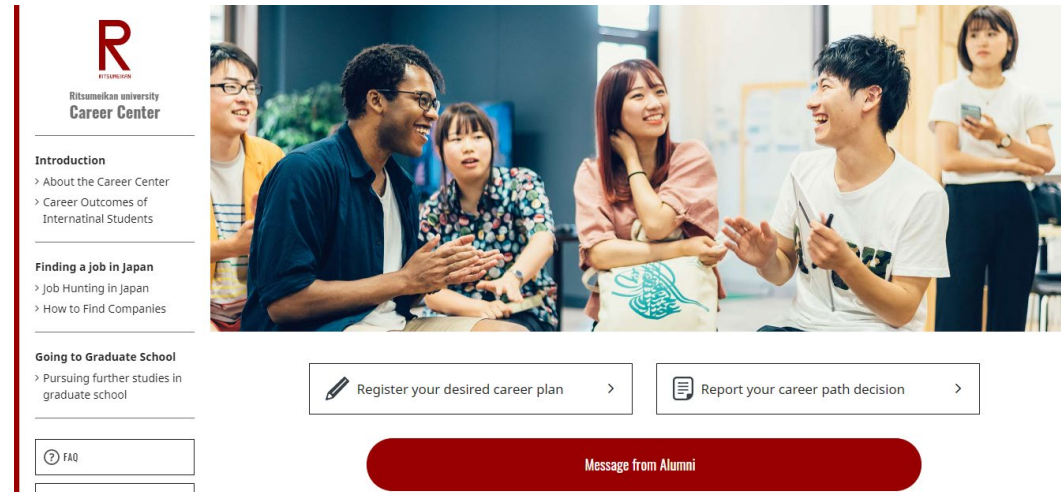 R
RITSUMEIKAN
Ritsumeikan university
Career Center
Introduction
> About the Career Center
> Career Outcomes of
Internatinal Students
Finding a job in Japan
> Job Hunting in Japan
> How to Find Companies
Going to Graduate School
> Pursuing further studies in
graduate school
? FAQ
Register your desired career plan >
Report your career path decision >
Message from Alumni